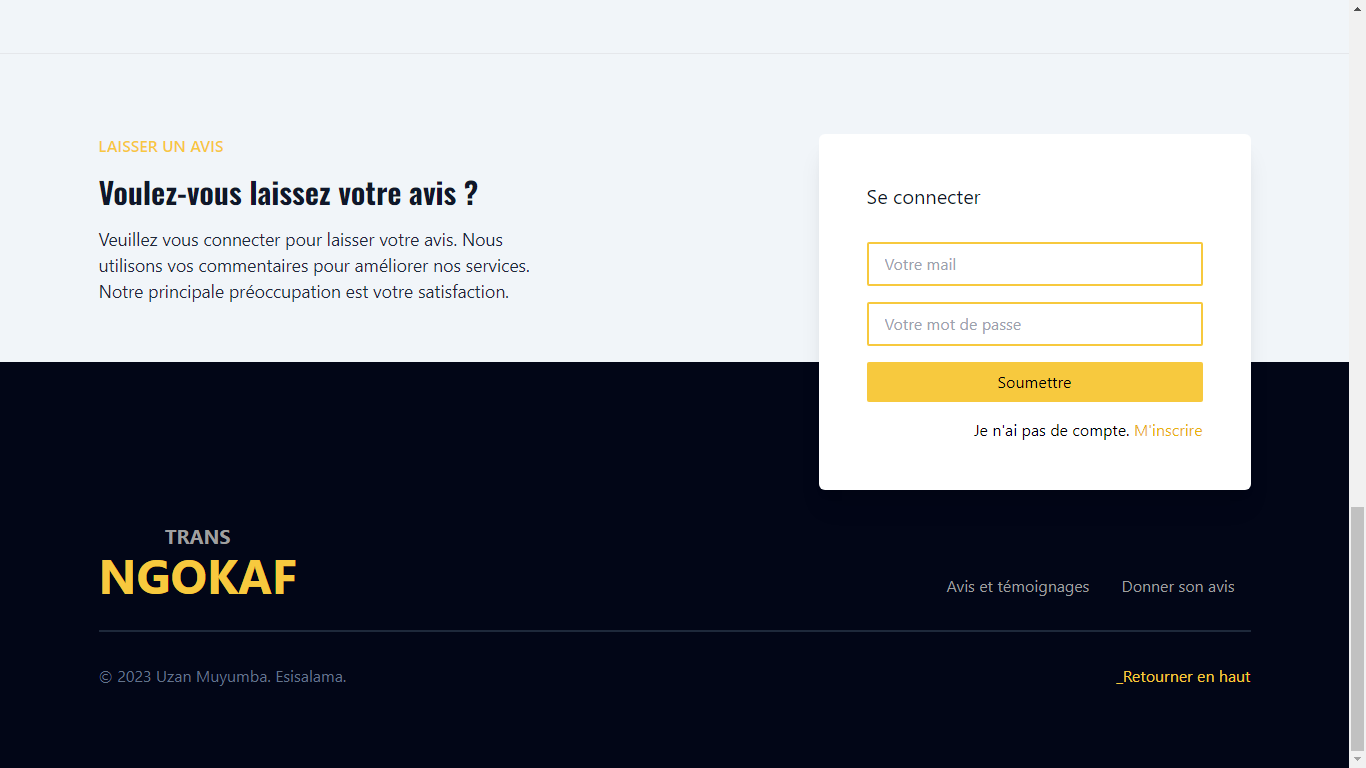 LAISSER UN AVIS
Voulez-vous laissez votre avis ?
Veuillez vous connecter pour laisser votre avis. Nous
utilisons vos commentaires pour améliorer nos services.
Notre principale préoccupation est votre satisfaction.
Se connecter
Votre mail
Votre mot de passe
Soumettre
Je n'ai pas de compte. M'inscrire
TRANS
NGOKAF
Avis et témoignages
Donner son avis
© 2023 Uzan Muyumba. Esisalama.
_Retourner en haut